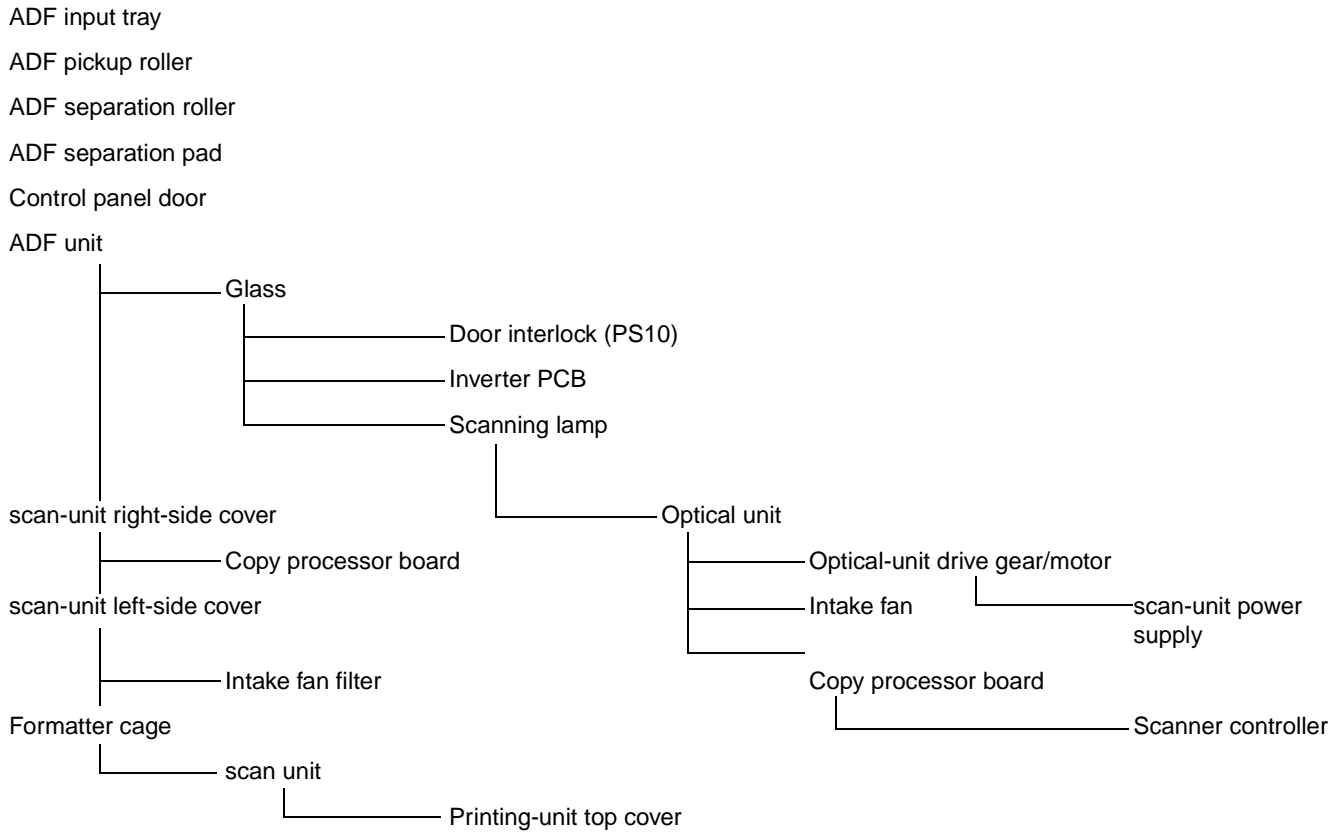 ADF input tray
ADF pickup roller
ADF separation roller
ADF separation pad
Control panel door
ADF unit
Glass
Door interlock (PS10)
Inverter PCB
Scanning lamp
scan-unit right-side cover
Optical unit
Copy processor board
Optical-unit drive gear/motor
scan-unit left-side cover
Intake fan
scan-unit power
supply
Intake fan filter
Copy processor board
Formatter cage
Scanner controller
scan unit
Printing-unit top cover